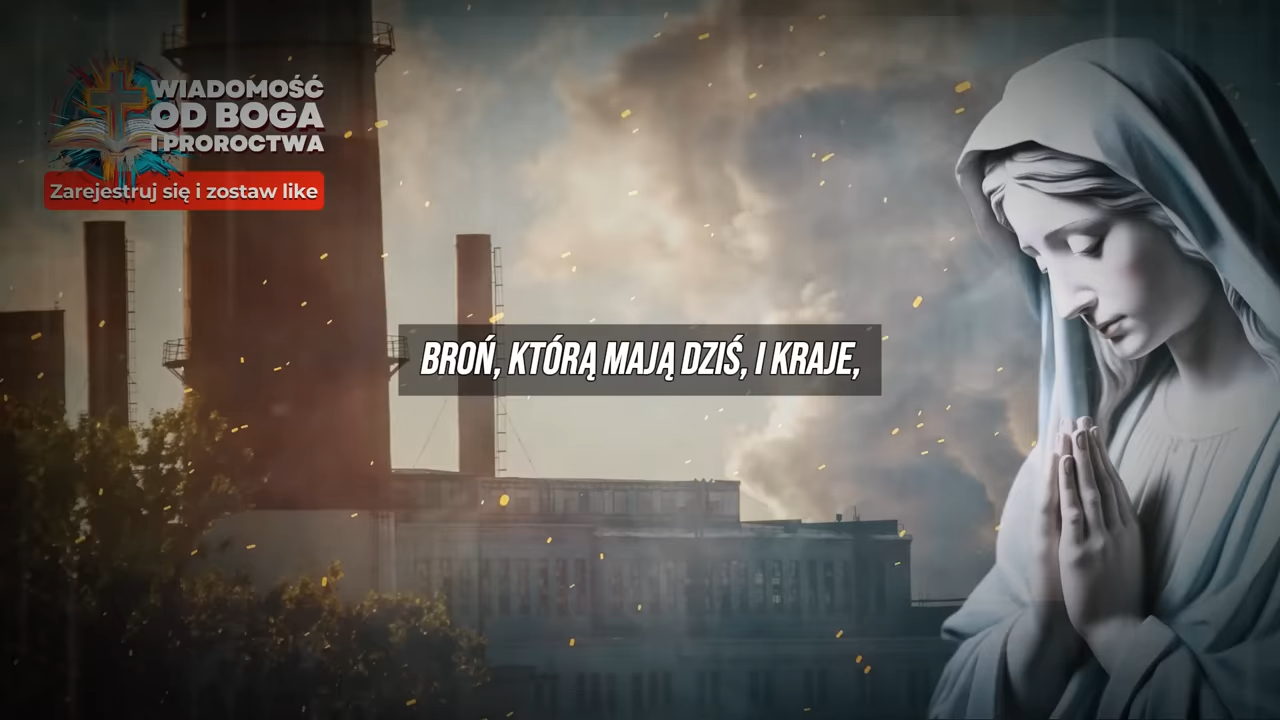 WIADOMOŚĆ
OD BOGA
I PROROCTWA
Zarejestruj się i zostaw like
BROŃ, KTÓRĄ MAJĄ DZIŚ, I KRAJE,